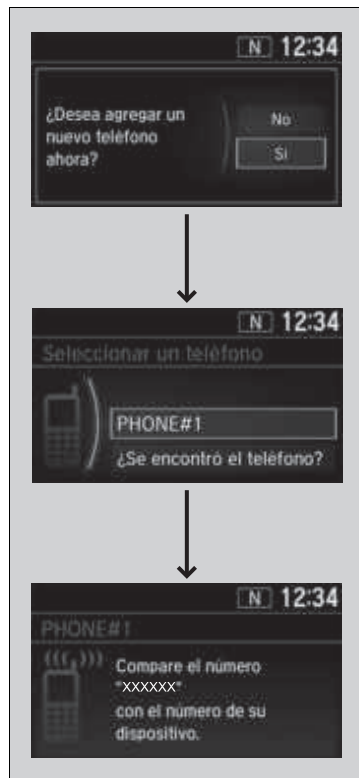 N 12:34
¿Desea agregar un
nuevo teléfono
ahora?
No
Sí
N 12:34
Seleccionar un teléfono
PHONE#1
¿Se encontró el teléfono?
N 12:34
PHONE#1
Compare el número
"XXXXXX"
con el número de su
dispositivo.